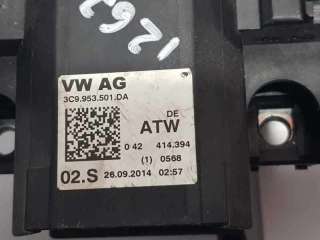 1262
VW AG
3C9.953.501.DA
DE
ATW
0 42 414.394
(1) 0568
02.S 26.09.2014 02:57